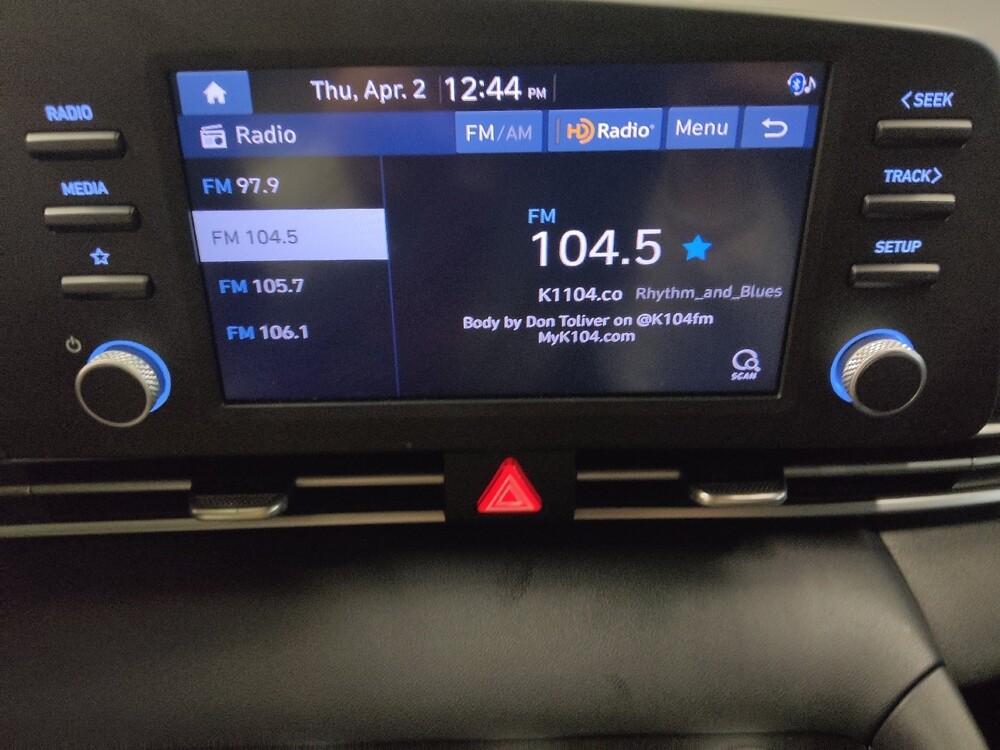 RADIO
MEDIA
Thu, Apr. 2 12:44 PM
Radio FM/AM HD Radio® Menu
FM 97.9
FM 104.5
FM 105.7
FM 106.1
FM
104.5
K1104.co Rhythm_and_Blues
Body by Don Toliver on @K104fm
MyK104.com
SCAN
SEEK
TRACK
SETUP